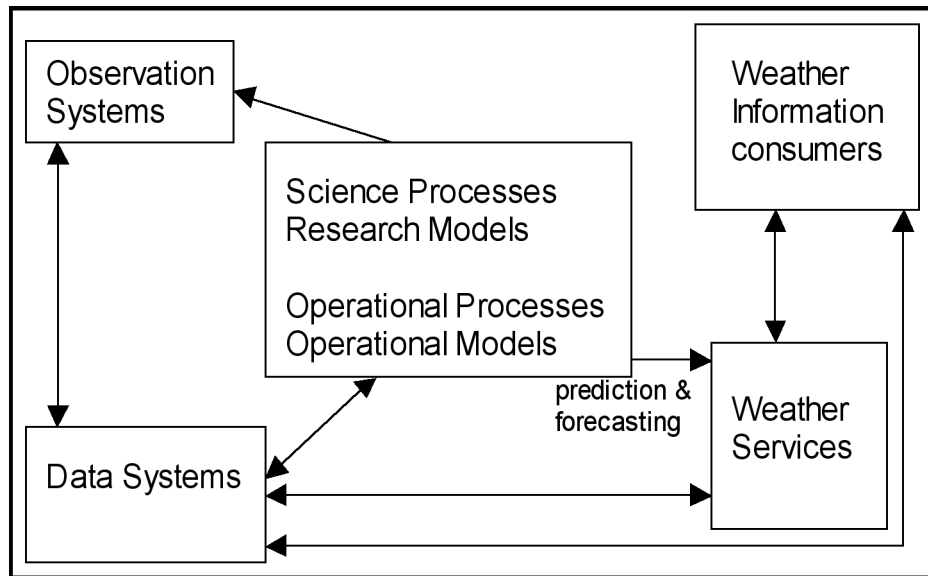 Observation
Systems
Weather
Information
consumers
Science Processes
Research Models
Operational Processes
Operational Models
prediction &
forecasting
Weather
Services
Data Systems